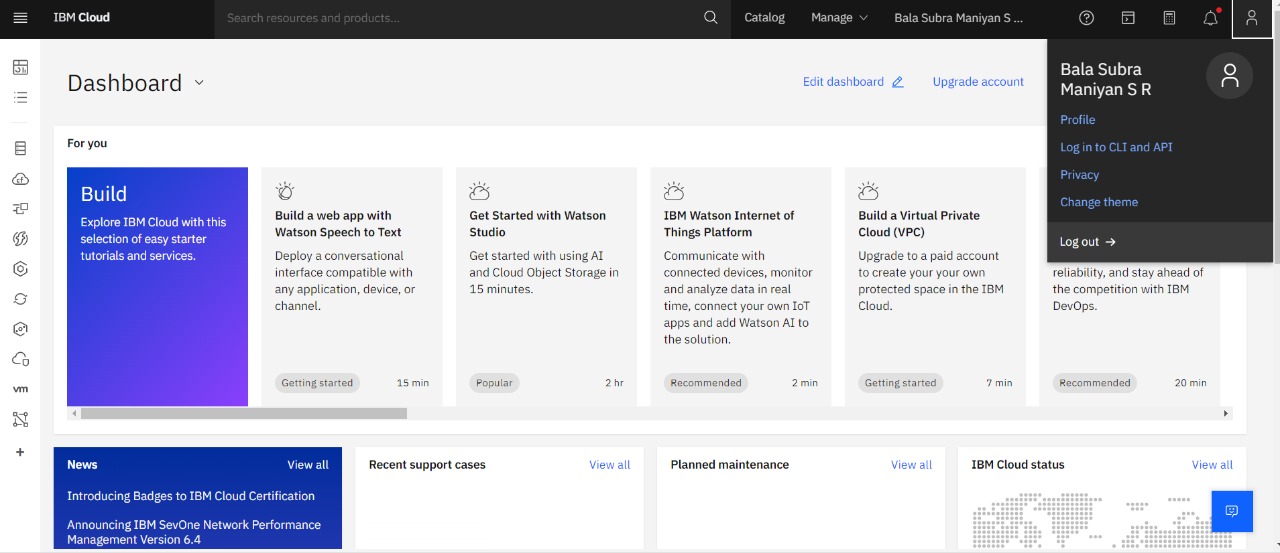 IBM Cloud
Search resources and products...
Catalog
Manage
Bala Subra Maniyan S ...
Bala Subra
Maniyan S R
Profile
Log in to CLI and API
Privacy
Change theme
Log out →
Dashboard
Edit dashboard
Upgrade account
For you
Build
Explore IBM Cloud with this
selection of easy starter
tutorials and services.
Build a web app with
Watson Speech to Text
Deploy a conversational
interface compatible with
any application, device, or
channel.
Getting started
15 min
Get Started with Watson
Studio
Get started with using AI
and Cloud Object Storage in
15 minutes.
Popular
2 hr
IBM Watson Internet of
Things Platform
Communicate with
connected devices, monitor
and analyze data in real
time, connect your own IoT
apps and add Watson AI to
the solution.
Recommended
2 min
Build a Virtual Private
Cloud (VPC)
Upgrade to a paid account
to create your your own
protected space in the IBM
Cloud.
Getting started
7 min
reliability, and stay ahead of
the competition with IBM
DevOps.
Recommended
20 min
vm
News
View all
Introducing Badges to IBM Cloud Certification
Announcing IBM SevOne Network Performance
Management Version 6.4
Recent support cases
View all
Planned maintenance
View all
IBM Cloud status
View all